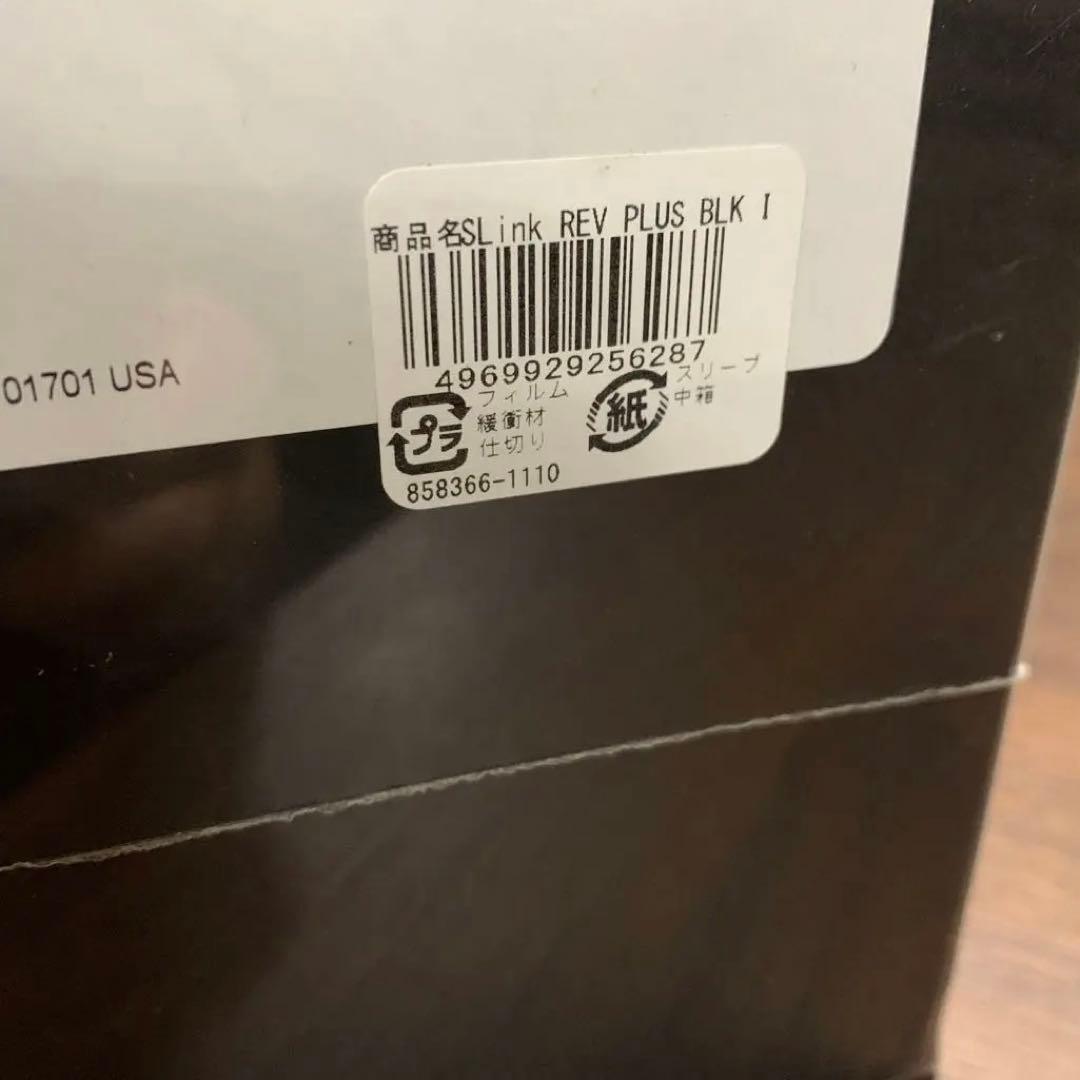 商品名SLink REV PLUS BLK I
4969929256287
プラ
フィルム
緩衝材
仕切り
紙
スリーブ
中箱
858366-1110
01701 USA